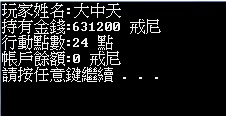 玩家姓名:大中天
持有金錢:631200 戒尼
行動點數:24 點
帳戶餘額:0 戒尼
請按任意鍵繼續 . . .